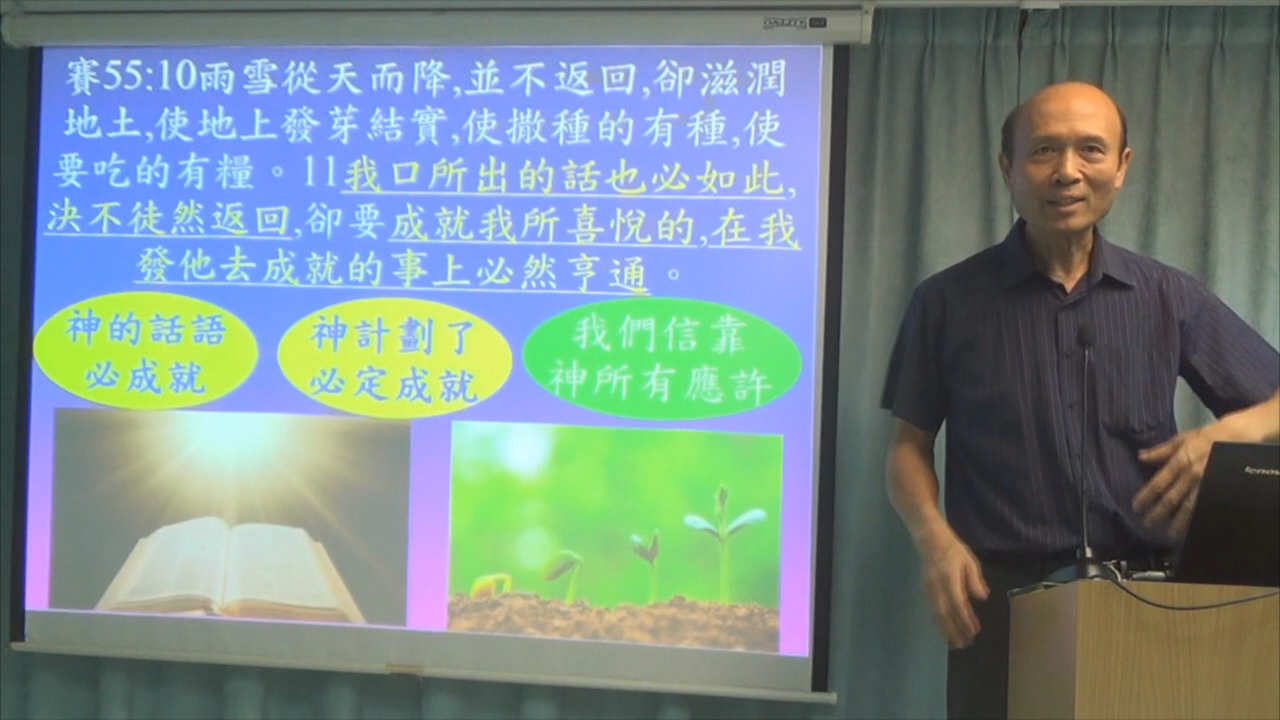 賽55:10雨雪從天而降,並不返回,卻滋潤
地土,使地上發芽結實,使撒種的有種,使
要吃的有糧。11我口所出的話也必如此,
決不徒然返回,卻要成就我所喜悅的,在我
發他去成就的事上必然亨通。
神的話語
必成就
神計劃了
必定成就
我們信靠
神所有應許
lenovo